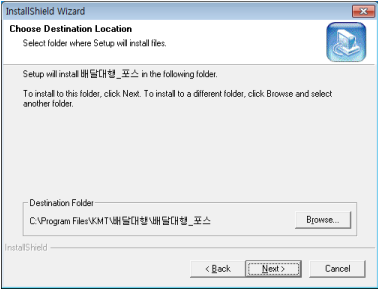 InstallShield Wizard
Choose Destination Location
Select folder where Setup will install files.
Setup will install 배달대행_포스 in the following folder.
To install to this folder, click Next. To install to a different folder, click Browse and select
another folder.
Destination Folder
C:\Program Files\KMT\배달대행\배달대행_포스
Browse...
InstallShield
< Back
Next >
Cancel